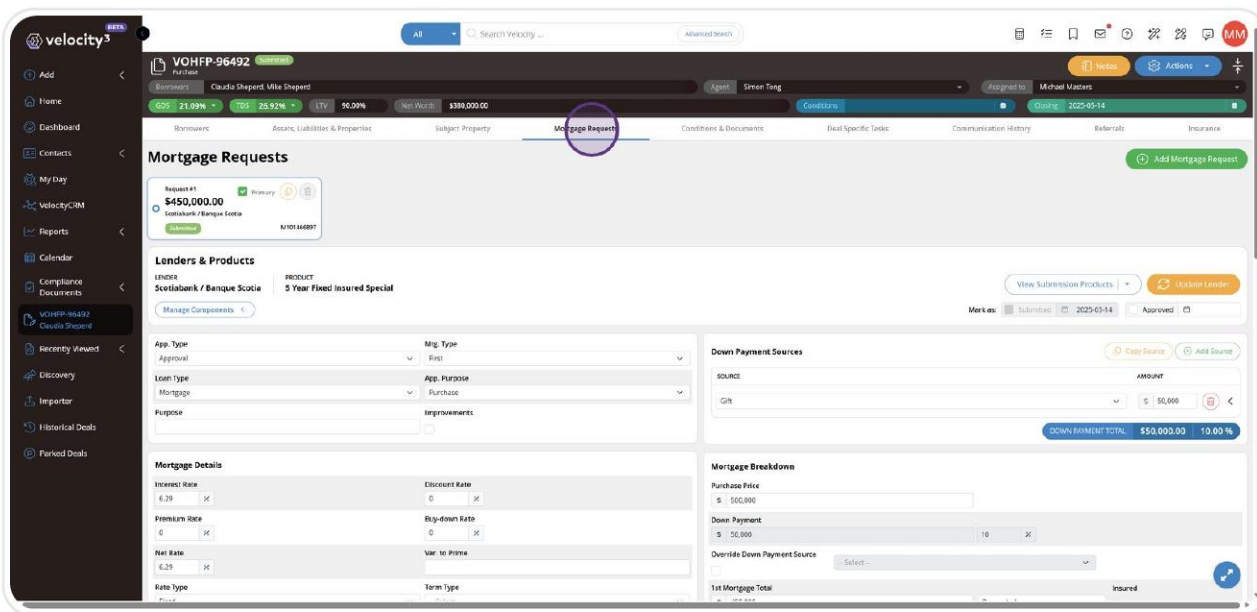 velocity³ BETA
All
Search Velocity ...
Advanced Search
MM
Add
Home
Dashboard
Contacts
My Day
VelocityCRM
Reports
Calendar
Compliance
Documents
VOHFP-96492
Claudia Sheperd
Recently Viewed
Discovery
Importer
Historical Deals
Parked Deals
VOHFP-96492 Submitted
Purchase
Notes
Actions
Borrowers Claudia Sheperd, Mike Sheperd
Agent Simon Tong
Assigned to Michael Masters
GDS 21.09% TDS 25.92% LTV 90.00% Net Worth $380,000.00 Conditions Closing 2025-05-14
Borrowers Assets, Liabilities & Properties Subject Property Mortgage Requests Conditions & Documents Deal Specific Tasks Communication History Referrals Insurance
Mortgage Requests
Add Mortgage Request
Request #1
Primary
$450,000.00
Scotiabank / Banque Scotia
Submitted
M101466897
Lenders & Products
LENDER PRODUCT
Scotiabank / Banque Scotia 5 Year Fixed Insured Special
View Submission Products
Update Lender
Manage Components
Mark as: Submitted 2025-03-14 Approved
App. Type Mtg. Type
Approval First
Loan Type App. Purpose
Mortgage Purchase
Purpose Improvements
Down Payment Sources
Copy Source Add Source
SOURCE AMOUNT
Gift $ 50,000
DOWN PAYMENT TOTAL $50,000.00 10.00 %
Mortgage Details
Interest Rate Discount Rate
6.29 % 0 %
Premium Rate Buy-down Rate
0 % 0 %
Net Rate Var. to Prime
6.29 %
Rate Type Term Type
Mortgage Breakdown
Purchase Price
$ 500,000
Down Payment
$ 50,000 10 %
Override Down Payment Source
-- Select --
1st Mortgage Total Insured